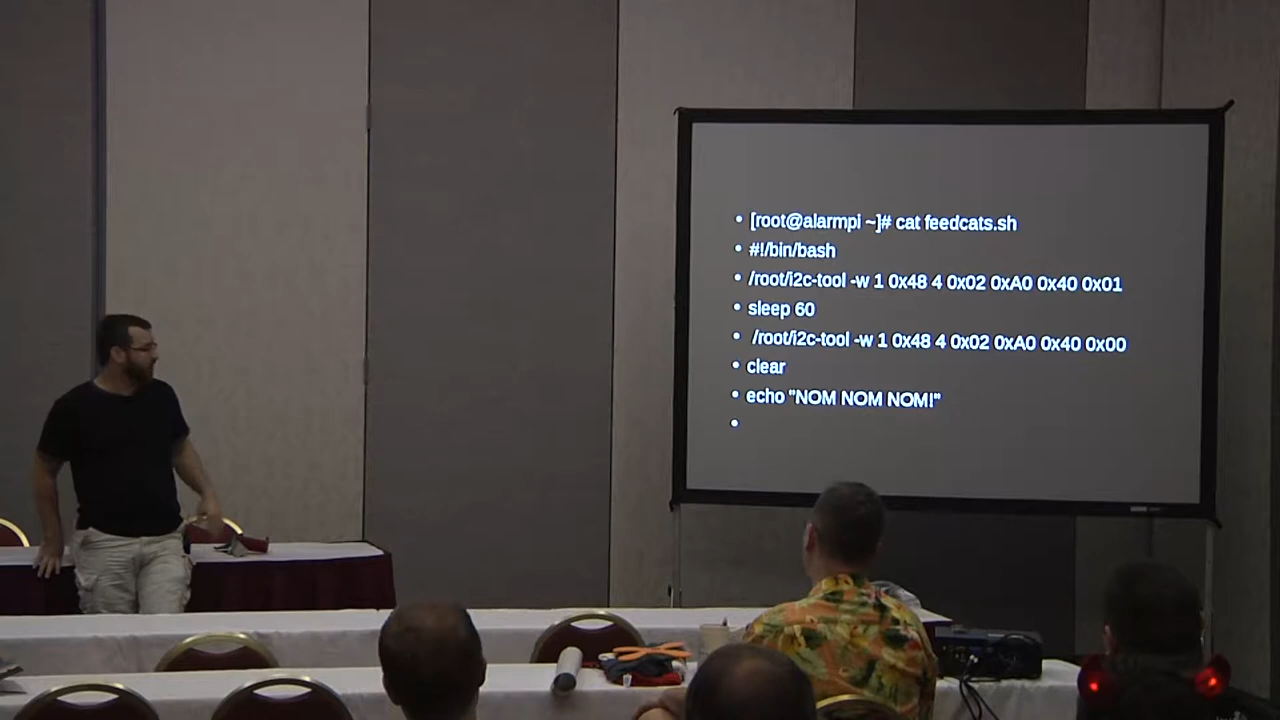 [root@alarmpi ~]# cat feedcats.sh
#!/bin/bash
/root/i2c-tool -w 1 0x48 4 0x02 0xA0 0x40 0x01
sleep 60
/root/i2c-tool -w 1 0x48 4 0x02 0xA0 0x40 0x00
clear
echo "NOM NOM NOM!"